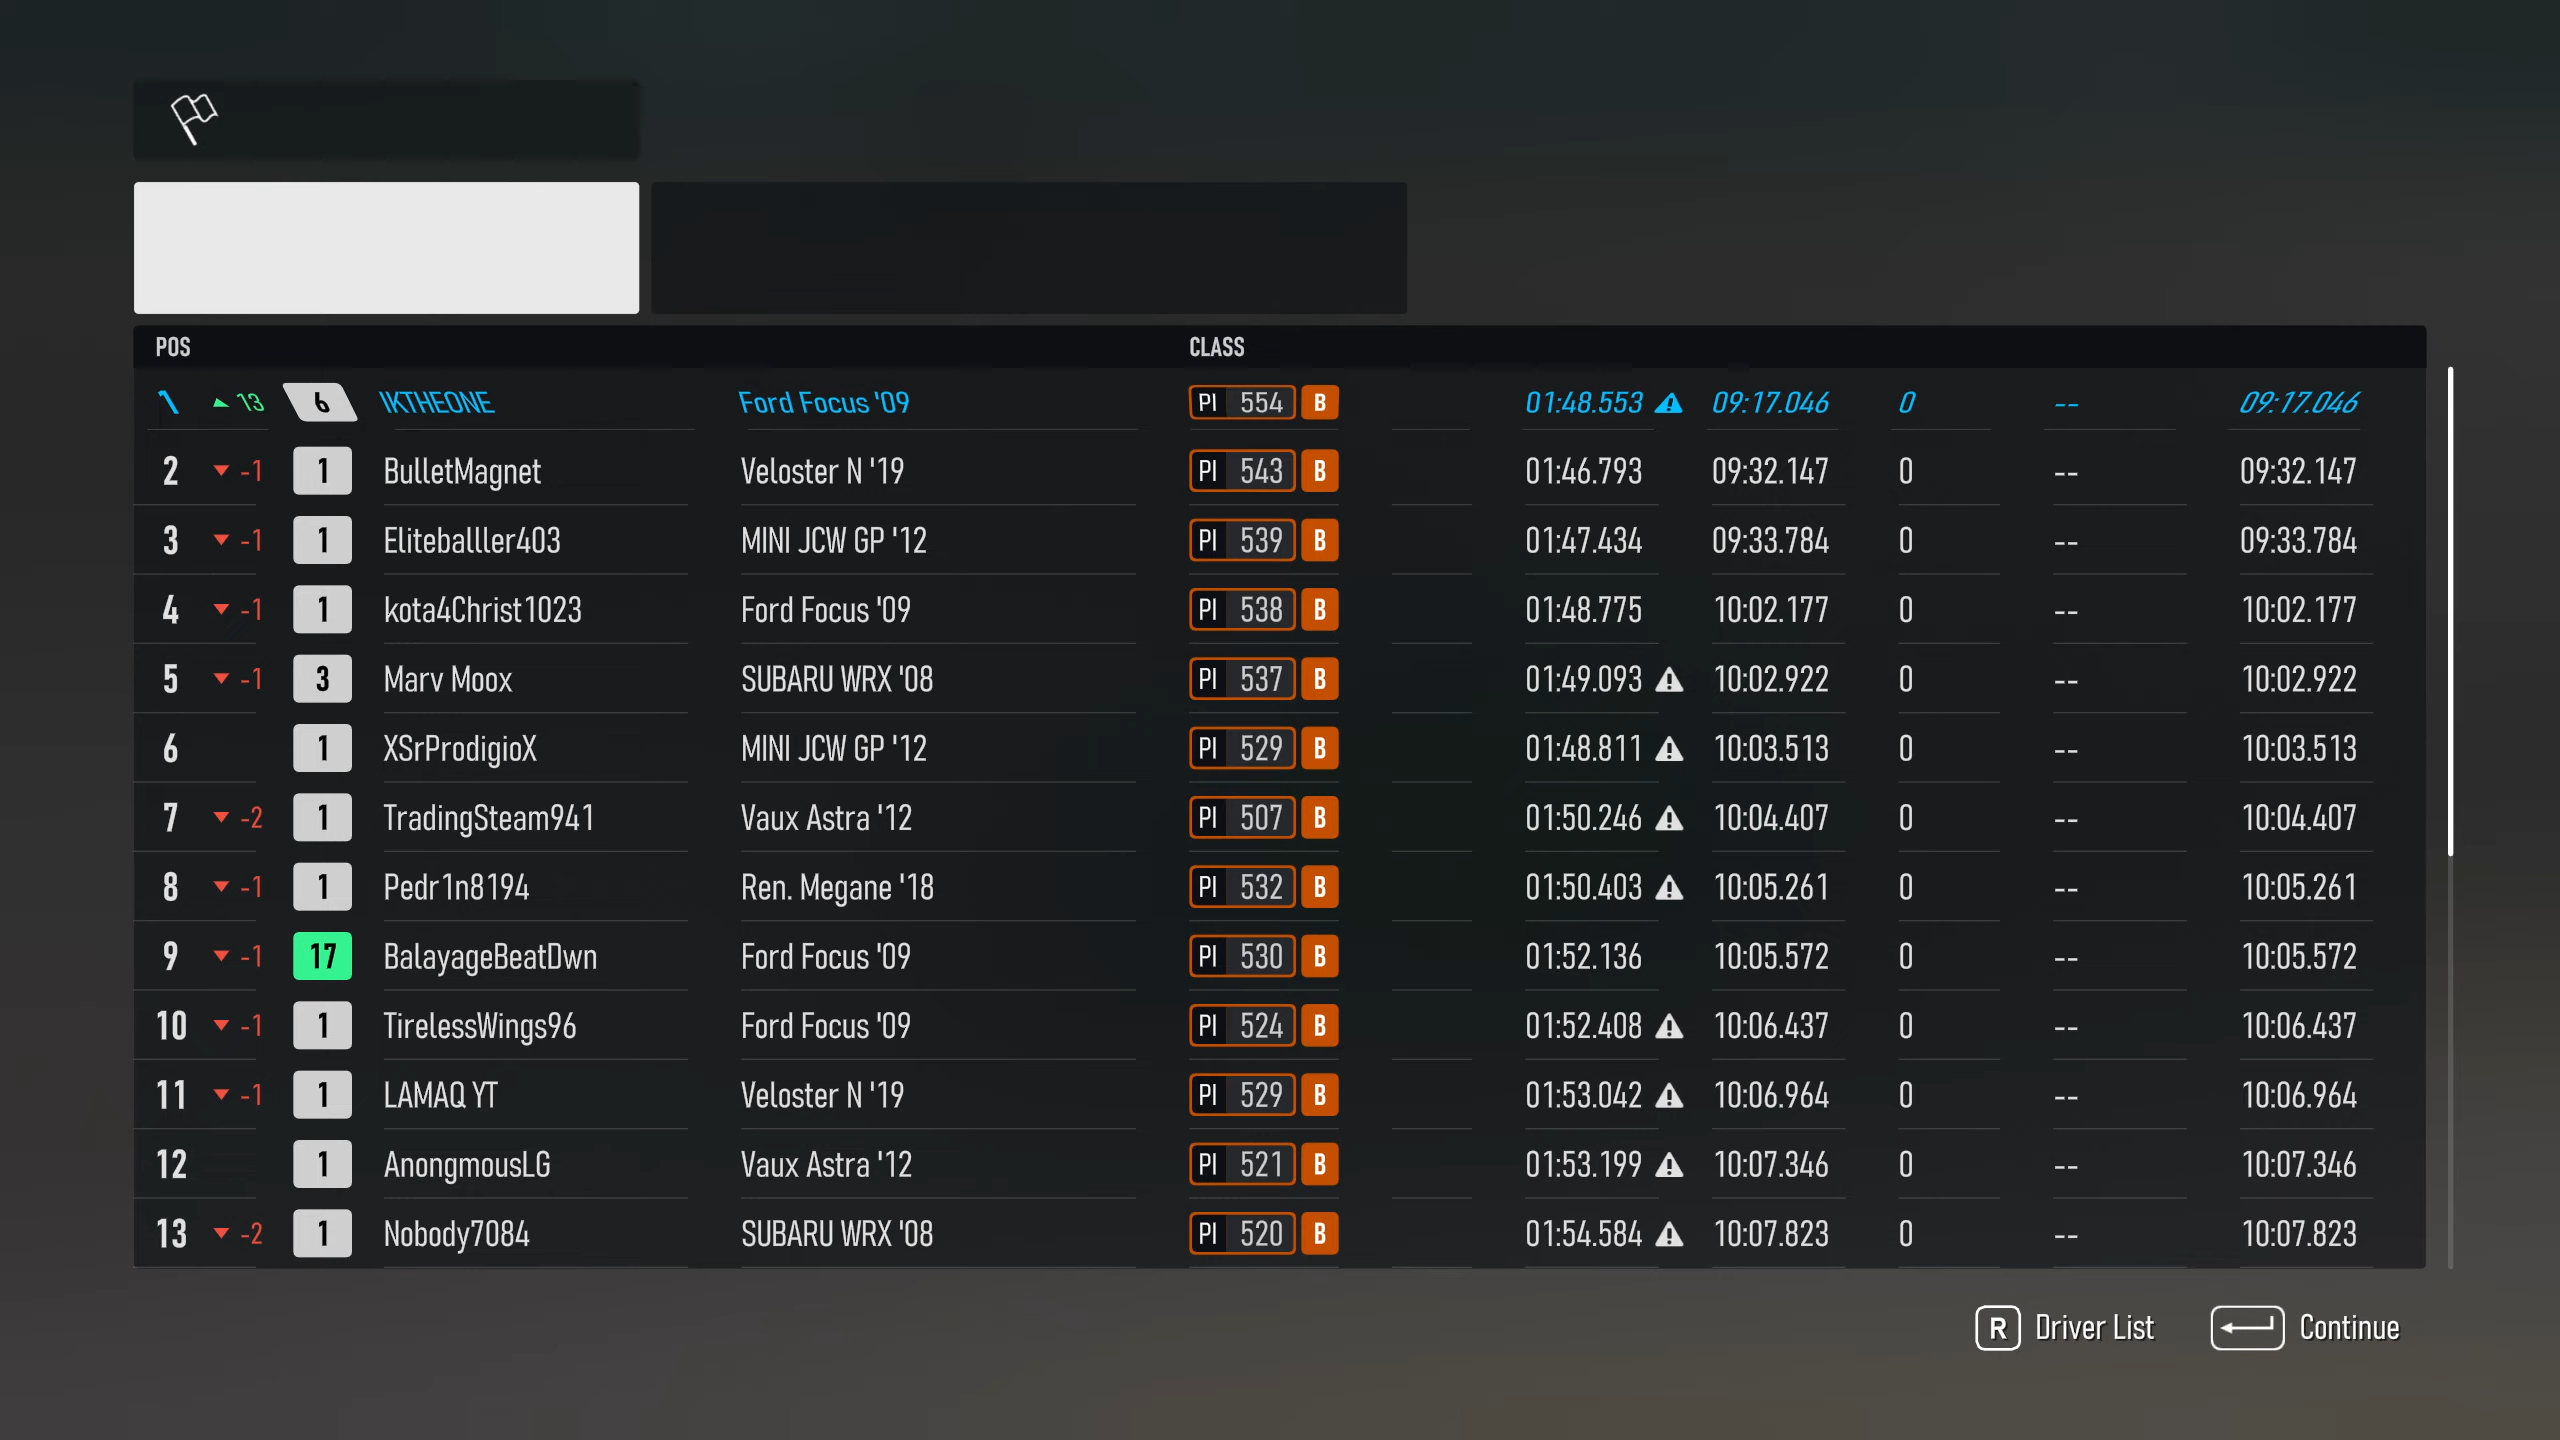 POS CLASS
1 13 6 IKTHEONE Ford Focus '09 PI 554 B 01:48.553 09:17.046 0 -- 09:17.046
2 -1 1 BulletMagnet Veloster N '19 PI 543 B 01:46.793 09:32.147 0 -- 09:32.147
3 -1 1 Eliteballler403 MINI JCW GP '12 PI 539 B 01:47.434 09:33.784 0 -- 09:33.784
4 -1 1 kota4Christ1023 Ford Focus '09 PI 538 B 01:48.775 10:02.177 0 -- 10:02.177
5 -1 3 Marv Moox SUBARU WRX '08 PI 537 B 01:49.093 10:02.922 0 -- 10:02.922
6 1 XSrProdigioX MINI JCW GP '12 PI 529 B 01:48.811 10:03.513 0 -- 10:03.513
7 -2 1 TradingSteam941 Vaux Astra '12 PI 507 B 01:50.246 10:04.407 0 -- 10:04.407
8 -1 1 Pedr1n8194 Ren. Megane '18 PI 532 B 01:50.403 10:05.261 0 -- 10:05.261
9 -1 17 BalayageBeatDwn Ford Focus '09 PI 530 B 01:52.136 10:05.572 0 -- 10:05.572
10 -1 1 TirelessWings96 Ford Focus '09 PI 524 B 01:52.408 10:06.437 0 -- 10:06.437
11 -1 1 LAMAQ YT Veloster N '19 PI 529 B 01:53.042 10:06.964 0 -- 10:06.964
12 1 AnongmousLG Vaux Astra '12 PI 521 B 01:53.199 10:07.346 0 -- 10:07.346
13 -2 1 Nobody7084 SUBARU WRX '08 PI 520 B 01:54.584 10:07.823 0 -- 10:07.823
R Driver List Continue